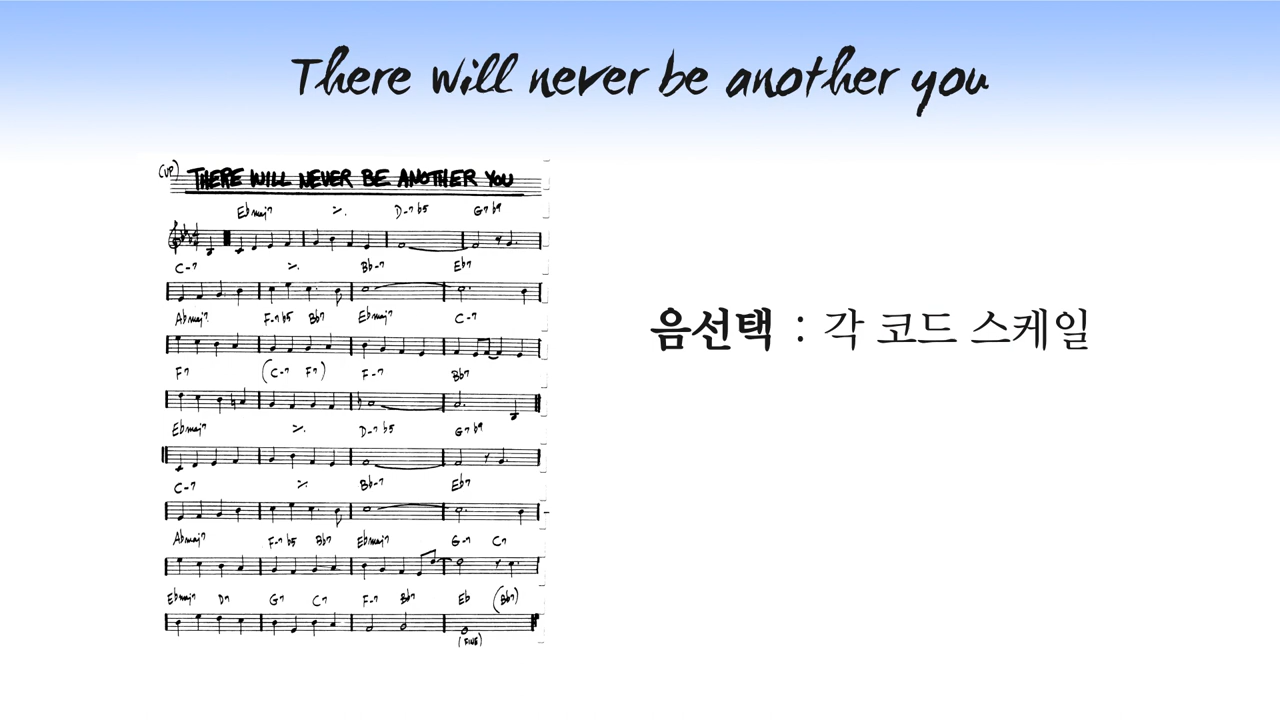 There will never be another you
(UP) THERE WILL NEVER BE ANOTHER YOU
Ebmaj7 D-7b5 G7b9
C-7 Bb-7 Eb7
Abmaj7 F-7b5 Bb7 Ebmaj7 C-7
F7 (C-7 F7) F-7 Bb7
Ebmaj7 D-7b5 G7b9
C-7 Bb-7 Eb7
Abmaj7 F-7b5 Bb7 Ebmaj7 G-7 C7
Ebmaj7 D7 G7 C7 F-7 Bb7 Eb (Bb7)
(FINE)
음선택 : 각 코드 스케일